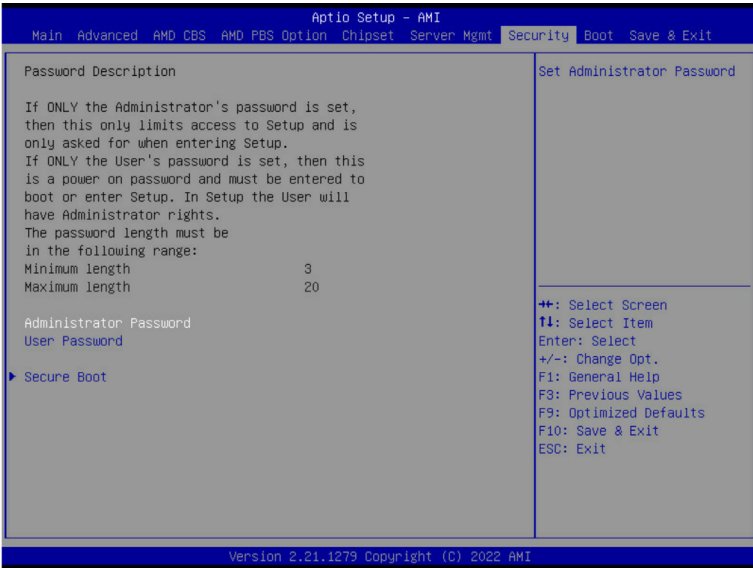 Aptio Setup – AMI
Main Advanced AMD CBS AMD PBS Option Chipset Server Mgmt Security Boot Save & Exit
Password Description
If ONLY the Administrator's password is set,
then this only limits access to Setup and is
only asked for when entering Setup.
If ONLY the User's password is set, then this
is a power on password and must be entered to
boot or enter Setup. In Setup the User will
have Administrator rights.
The password length must be
in the following range:
Minimum length 3
Maximum length 20
Administrator Password
User Password
Secure Boot
Set Administrator Password
→←: Select Screen
↑↓: Select Item
Enter: Select
+/-: Change Opt.
F1: General Help
F3: Previous Values
F9: Optimized Defaults
F10: Save & Exit
ESC: Exit
Version 2.21.1279 Copyright (C) 2022 AMI